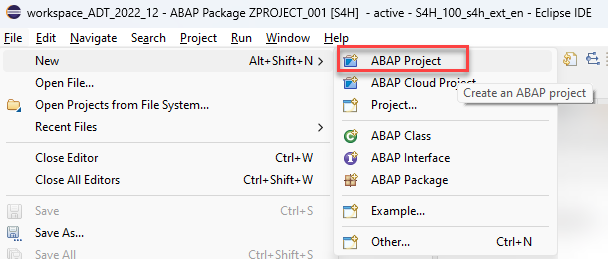 workspace_ADT_2022_12 - ABAP Package ZPROJECT_001 [S4H] - active - S4H_100_s4h_ext_en - Eclipse IDE
File Edit Navigate Search Project Run Window Help
New Alt+Shift+N >
Open File...
Open Projects from File System...
Recent Files >
Close Editor Ctrl+W
Close All Editors Ctrl+Shift+W
Save Ctrl+S
Save As...
Save All Ctrl+Shift+S
ABAP Project
ABAP Cloud Project
Create an ABAP project
Project...
ABAP Class
ABAP Interface
ABAP Package
Example...
Other... Ctrl+N